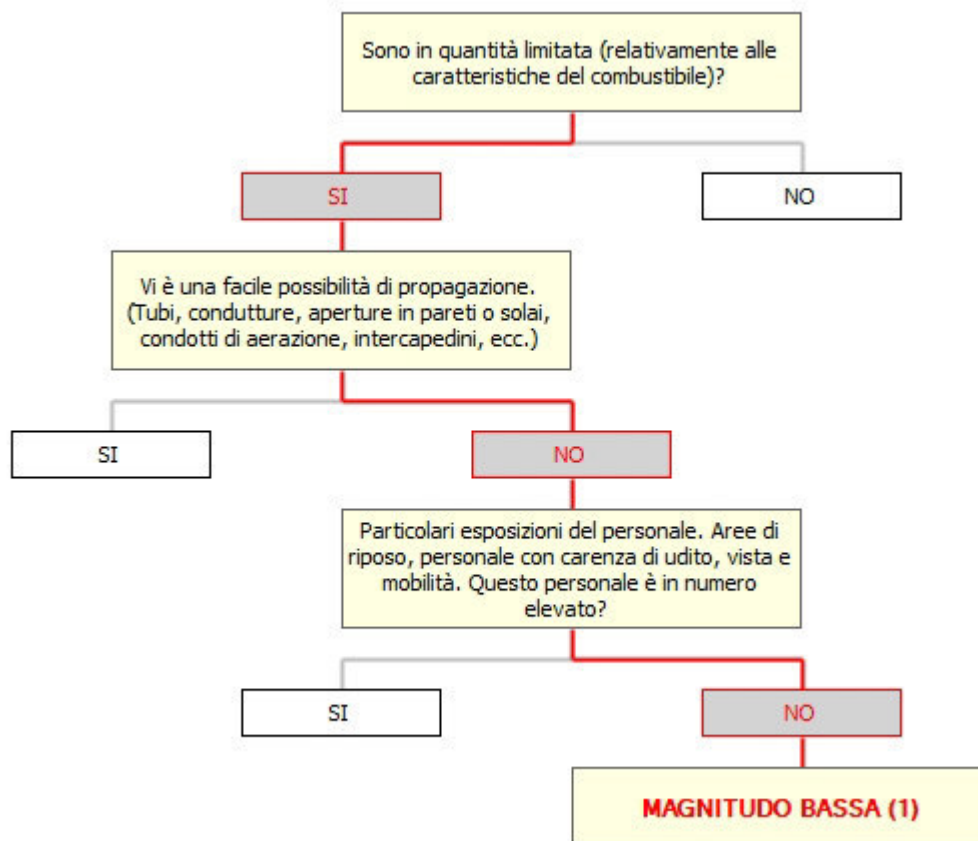 Sono in quantità limitata (relativamente alle
caratteristiche del combustibile)?
SI
NO
Vi è una facile possibilità di propagazione.
(Tubi, condutture, aperture in pareti o solai,
condotti di aerazione, intercapedini, ecc.)
SI
NO
Particolari esposizioni del personale. Aree di
riposo, personale con carenza di udito, vista e
mobilità. Questo personale è in numero
elevato?
SI
NO
MAGNITUDO BASSA (1)